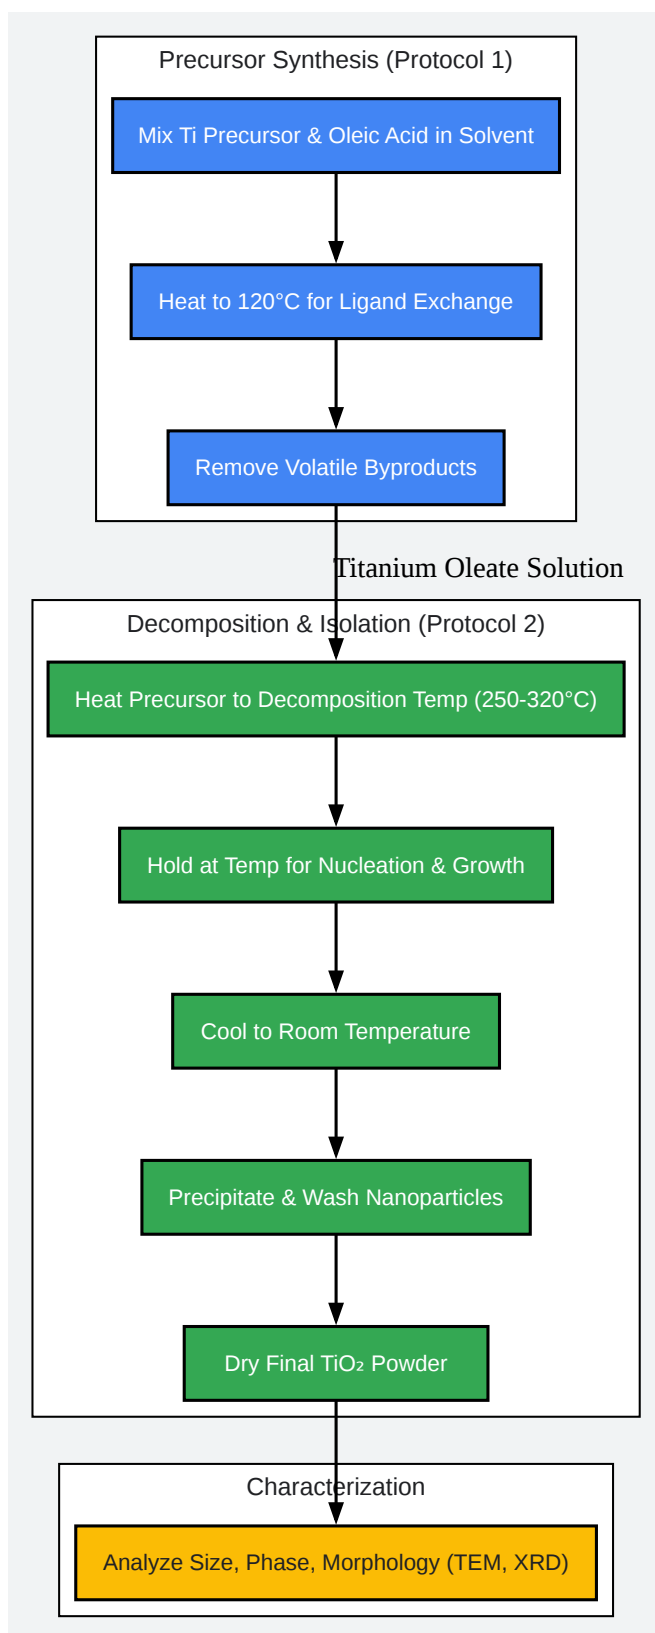 Precursor Synthesis (Protocol 1)
Mix Ti Precursor & Oleic Acid in Solvent
Heat to 120°C for Ligand Exchange
Remove Volatile Byproducts
Titanium Oleate Solution
Decomposition & Isolation (Protocol 2)
Heat Precursor to Decomposition Temp (250-320°C)
Hold at Temp for Nucleation & Growth
Cool to Room Temperature
Precipitate & Wash Nanoparticles
Dry Final TiO₂ Powder
Characterization
Analyze Size, Phase, Morphology (TEM, XRD)